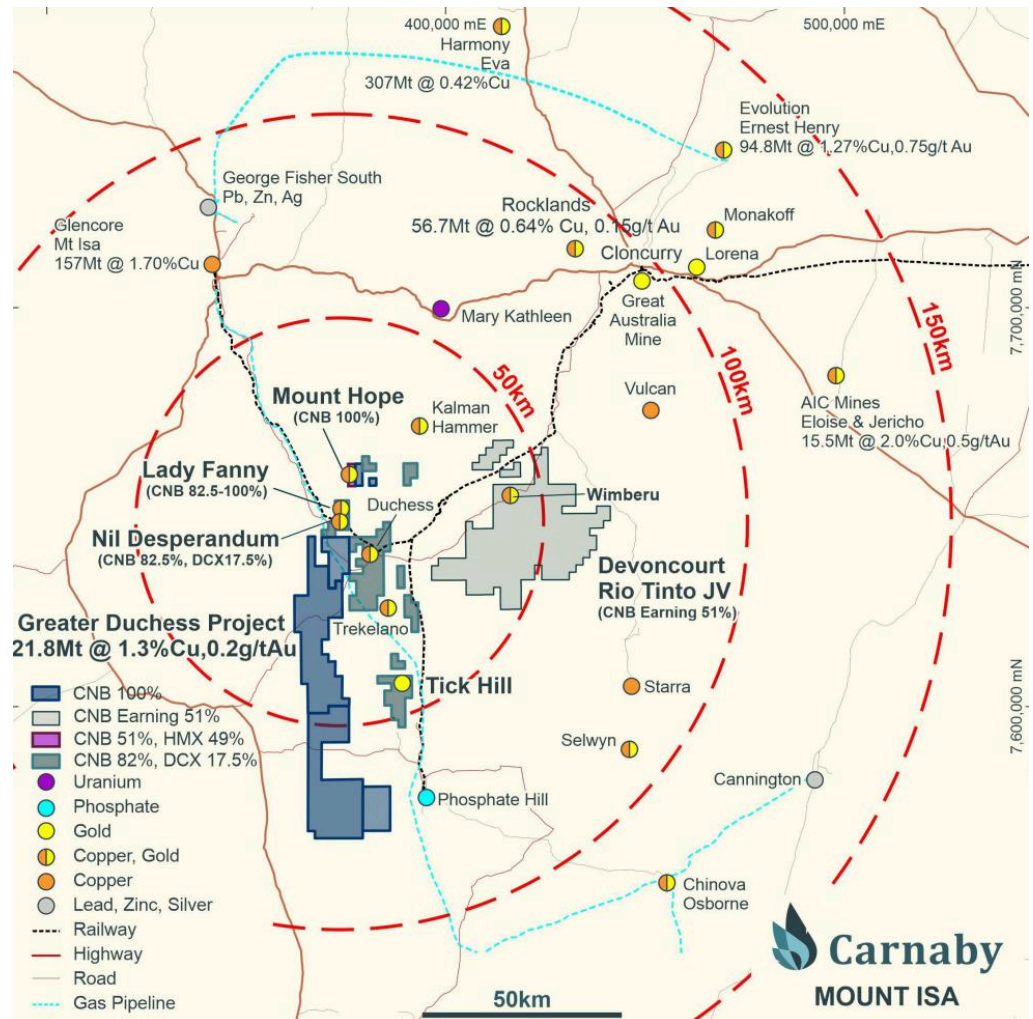 400,000 mE
500,000 mE
Harmony
Eva
307Mt @ 0.42%Cu
Evolution
Ernest Henry
94.8Mt @ 1.27%Cu,0.75g/t Au
George Fisher South
Pb, Zn, Ag
Glencore
Mt Isa
157Mt @ 1.70%Cu
Rocklands
56.7Mt @ 0.64% Cu, 0.15g/t Au
Monakoff
Cloncurry
Lorena
Great
Australia
Mine
Mary Kathleen
7,700,000 mN
50km
100km
150km
Mount Hope
(CNB 100%)
Kalman
Hammer
Vulcan
AIC Mines
Eloise & Jericho
15.5Mt @ 2.0%Cu,0.5g/tAu
Lady Fanny
(CNB 82.5-100%)
Duchess
Wimberu
Nil Desperandum
(CNB 82.5%, DCX17.5%)
Devoncourt
Rio Tinto JV
(CNB Earning 51%)
Greater Duchess Project
21.8Mt @ 1.3%Cu,0.2g/tAu
Trekelano
Tick Hill
Starra
7,600,000 mN
Selwyn
Cannington
Phosphate Hill
Chinova
Osborne
CNB 100%
CNB Earning 51%
CNB 51%, HMX 49%
CNB 82%, DCX 17.5%
Uranium
Phosphate
Gold
Copper, Gold
Copper
Lead, Zinc, Silver
Railway
Highway
Road
Gas Pipeline
50km
Carnaby
MOUNT ISA